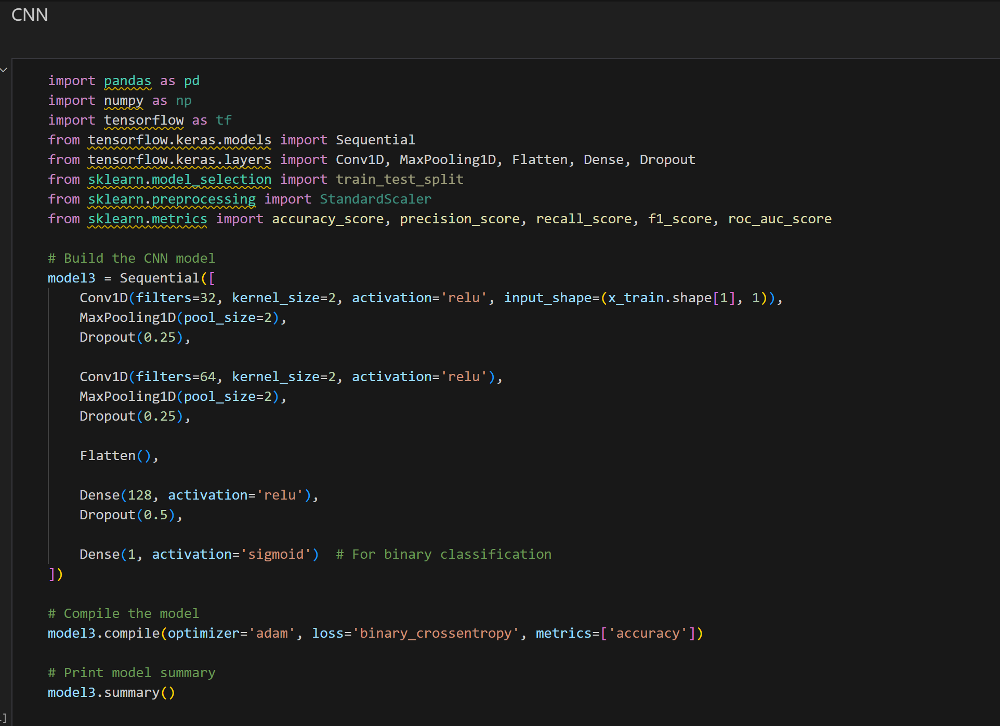 CNN
import pandas as pd
import numpy as np
import tensorflow as tf
from tensorflow.keras.models import Sequential
from tensorflow.keras.layers import Conv1D, MaxPooling1D, Flatten, Dense, Dropout
from sklearn.model_selection import train_test_split
from sklearn.preprocessing import StandardScaler
from sklearn.metrics import accuracy_score, precision_score, recall_score, f1_score, roc_auc_score
# Build the CNN model
model3 = Sequential([
    Conv1D(filters=32, kernel_size=2, activation='relu', input_shape=(x_train.shape[1], 1)),
    MaxPooling1D(pool_size=2),
    Dropout(0.25),
    Conv1D(filters=64, kernel_size=2, activation='relu'),
    MaxPooling1D(pool_size=2),
    Dropout(0.25),
    Flatten(),
    Dense(128, activation='relu'),
    Dropout(0.5),
    Dense(1, activation='sigmoid')  # For binary classification
])
# Compile the model
model3.compile(optimizer='adam', loss='binary_crossentropy', metrics=['accuracy'])
# Print model summary
model3.summary()
]